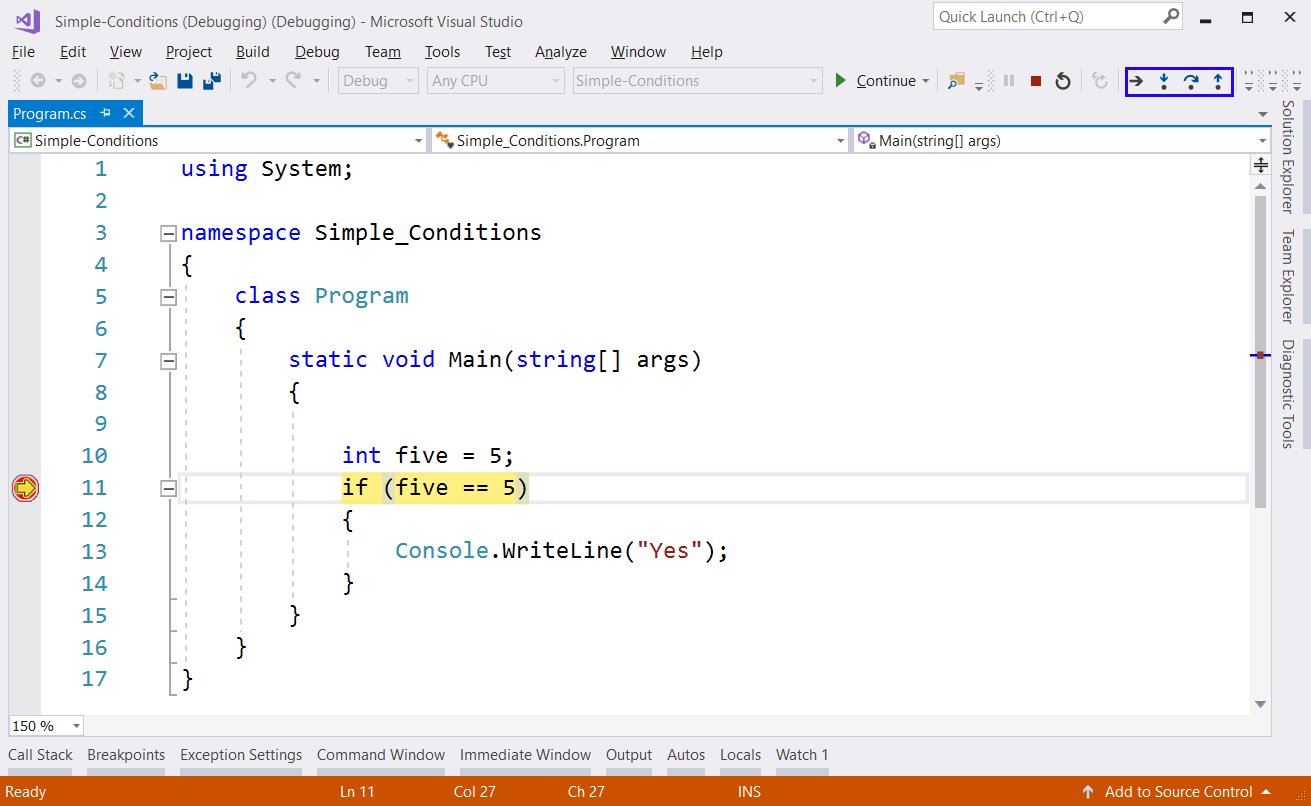 Simple-Conditions (Debugging) (Debugging) - Microsoft Visual Studio
Quick Launch (Ctrl+Q)
File Edit View Project Build Debug Team Tools Test Analyze Window Help
Debug Any CPU Simple-Conditions Continue
Program.cs
C# Simple-Conditions Simple_Conditions.Program Main(string[] args)
1 using System;
2
3 namespace Simple_Conditions
4 {
5 class Program
6 {
7 static void Main(string[] args)
8 {
9
10 int five = 5;
11 if (five == 5)
12 {
13 Console.WriteLine("Yes");
14 }
15 }
16 }
17 }
Solution Explorer
Team Explorer
Diagnostic Tools
150 %
Call Stack Breakpoints Exception Settings Command Window Immediate Window Output Autos Locals Watch 1
Ready Ln 11 Col 27 Ch 27 INS Add to Source Control